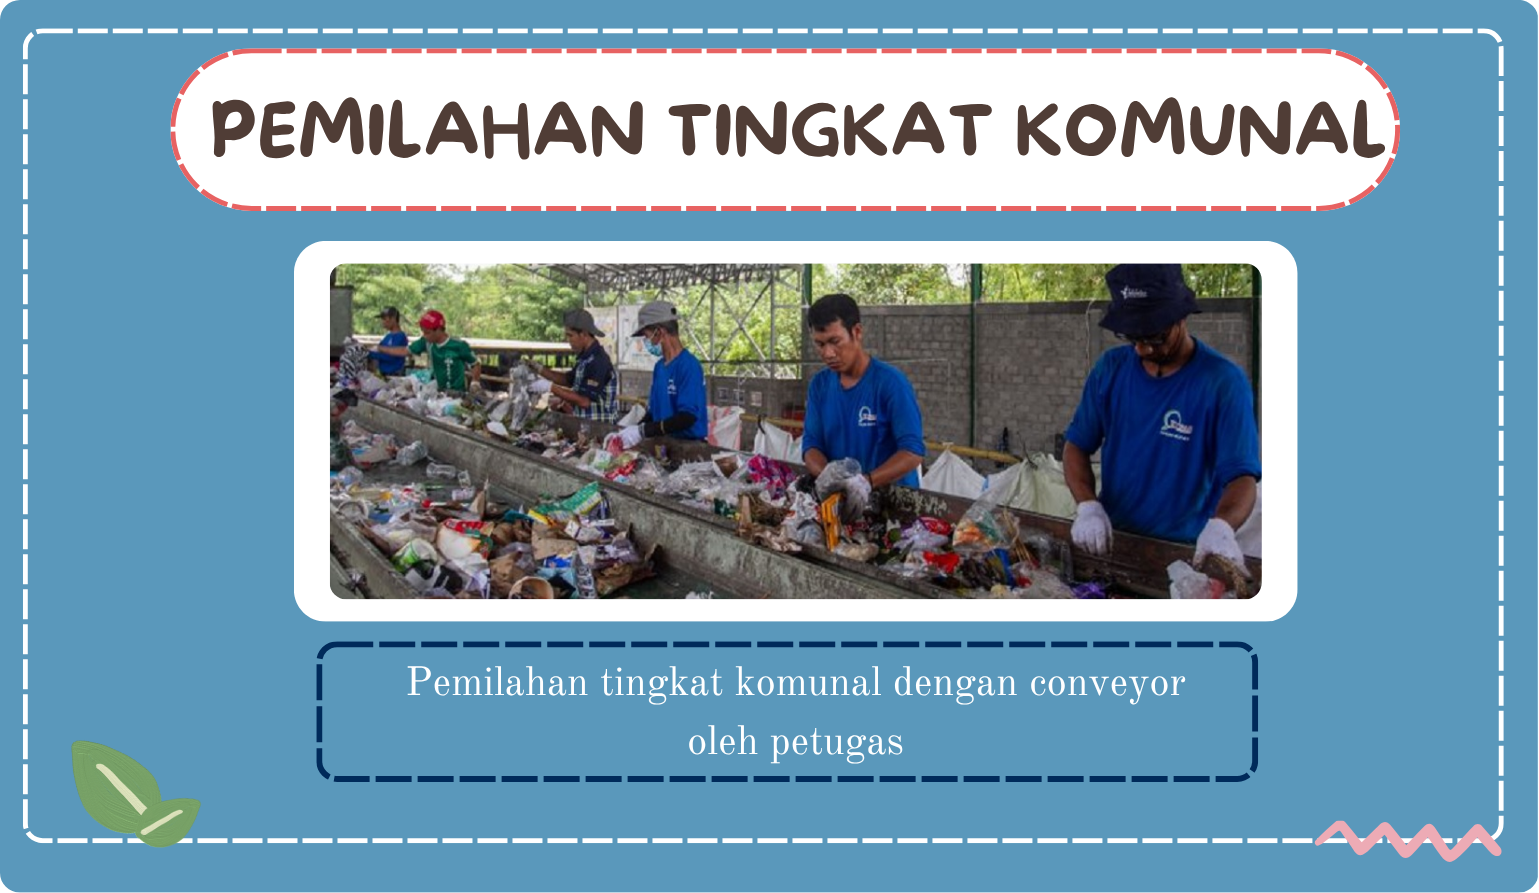 PEMILAHAN TINGKAT KOMUNAL
Pemilahan tingkat komunal dengan conveyor
oleh petugas